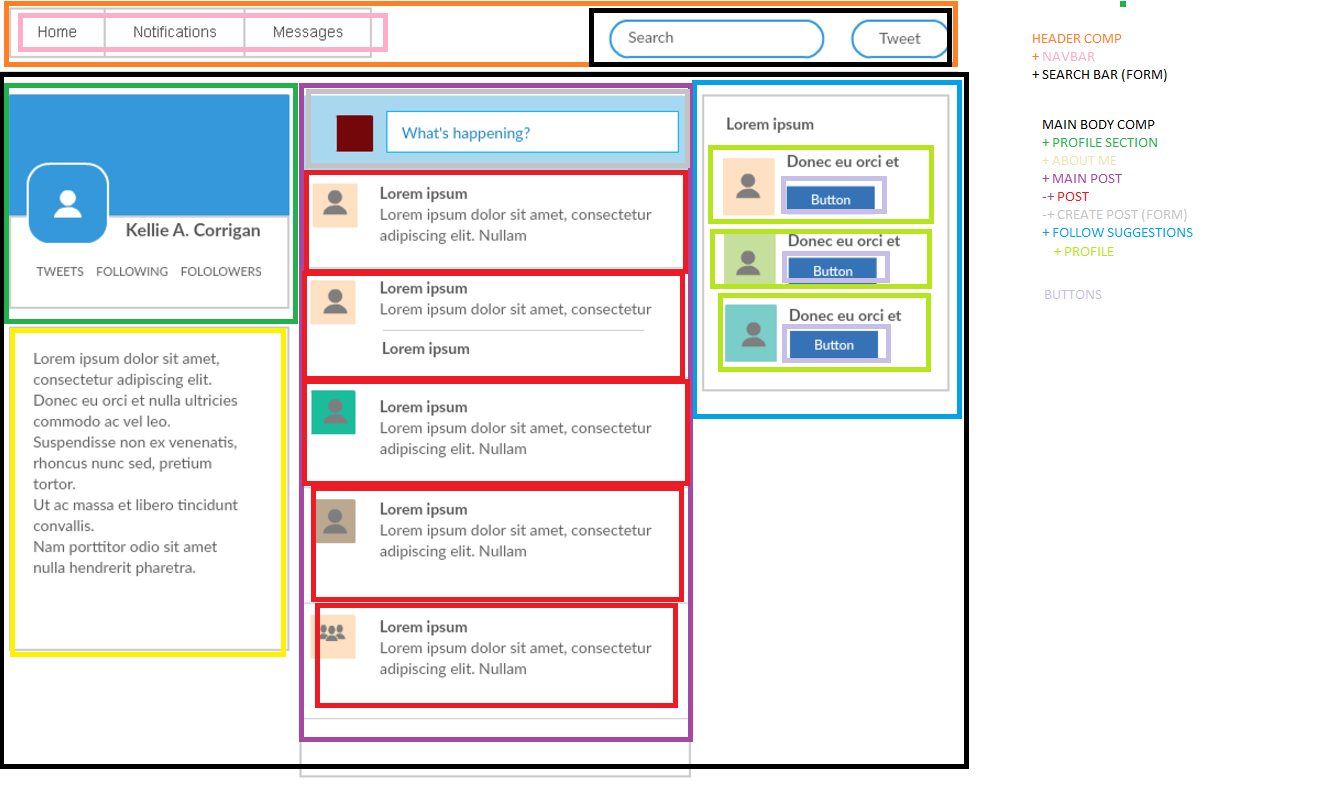 Home
Notifications
Messages
Search
Tweet
Kellie A. Corrigan
TWEETS FOLLOWING FOLOLOWERS
Lorem ipsum dolor sit amet,
consectetur adipiscing elit.
Donec eu orci et nulla ultricies
commodo ac vel leo.
Suspendisse non ex venenatis,
rhoncus nunc sed, pretium
tortor.
Ut ac massa et libero tincidunt
convallis.
Nam porttitor odio sit amet
nulla hendrerit pharetra.
What's happening?
Lorem ipsum
Lorem ipsum dolor sit amet, consectetur
adipiscing elit. Nullam
Lorem ipsum
Lorem ipsum dolor sit amet, consectetur
Lorem ipsum
Lorem ipsum
Lorem ipsum dolor sit amet, consectetur
adipiscing elit. Nullam
Lorem ipsum
Lorem ipsum dolor sit amet, consectetur
adipiscing elit. Nullam
Lorem ipsum
Lorem ipsum dolor sit amet, consectetur
adipiscing elit. Nullam
Lorem ipsum
Donec eu orci et
Button
Donec eu orci et
Button
Donec eu orci et
Button
HEADER COMP
+ NAVBAR
+ SEARCH BAR (FORM)
MAIN BODY COMP
+ PROFILE SECTION
+ ABOUT ME
+ MAIN POST
-+ POST
-+ CREATE POST (FORM)
+ FOLLOW SUGGESTIONS
+ PROFILE
BUTTONS